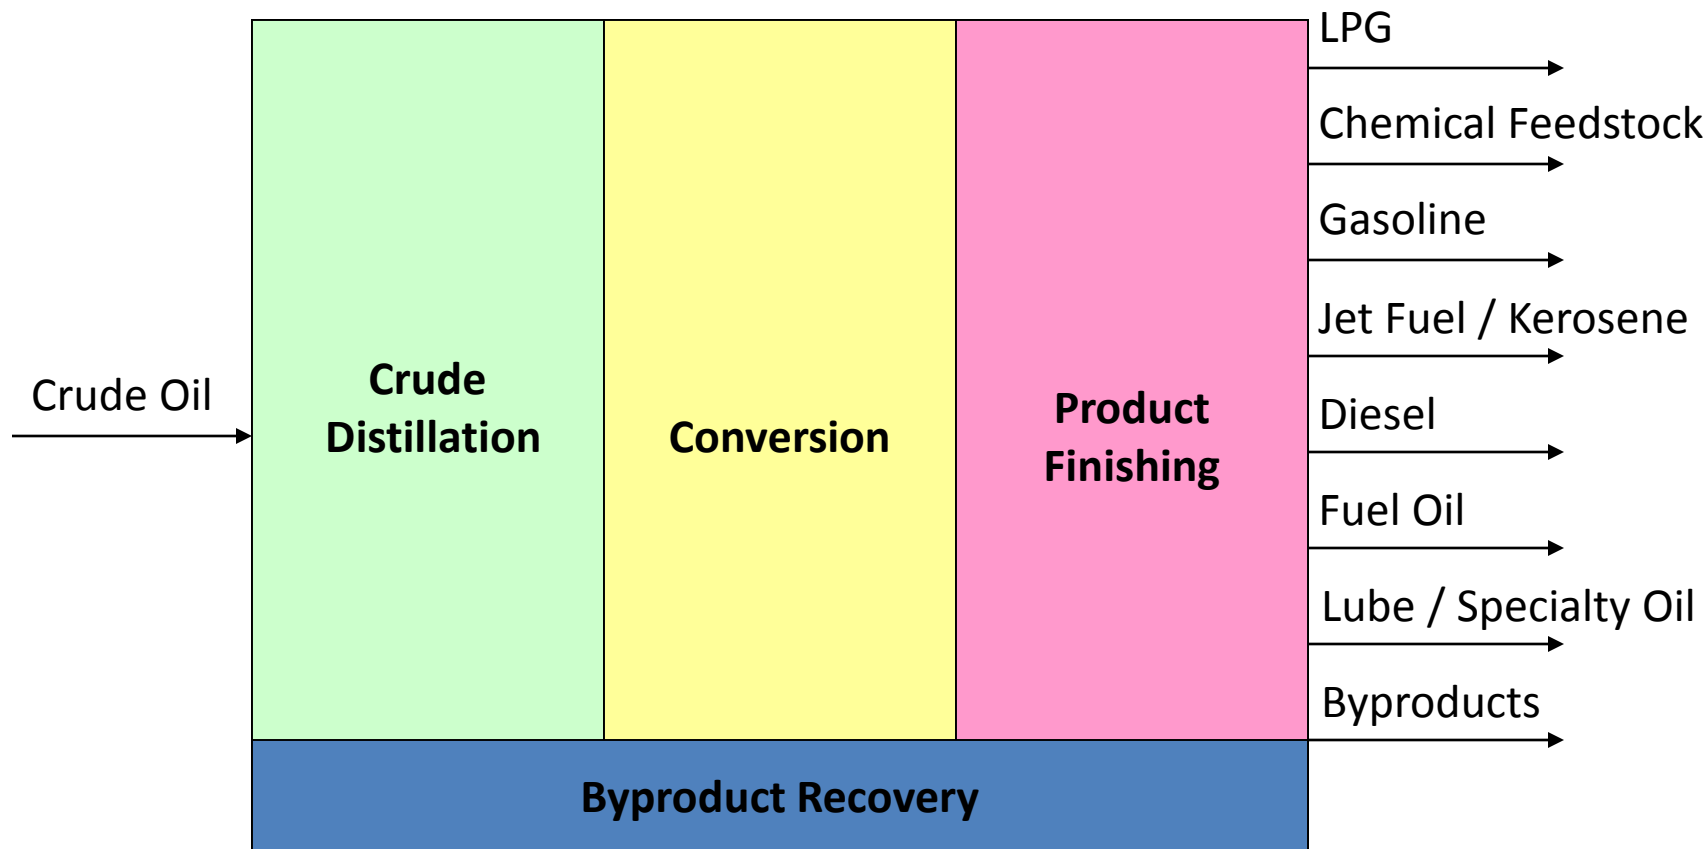 Crude Oil
Crude
Distillation
Conversion
Product
Finishing
Byproduct Recovery
LPG
Chemical Feedstock
Gasoline
Jet Fuel / Kerosene
Diesel
Fuel Oil
Lube / Specialty Oil
Byproducts